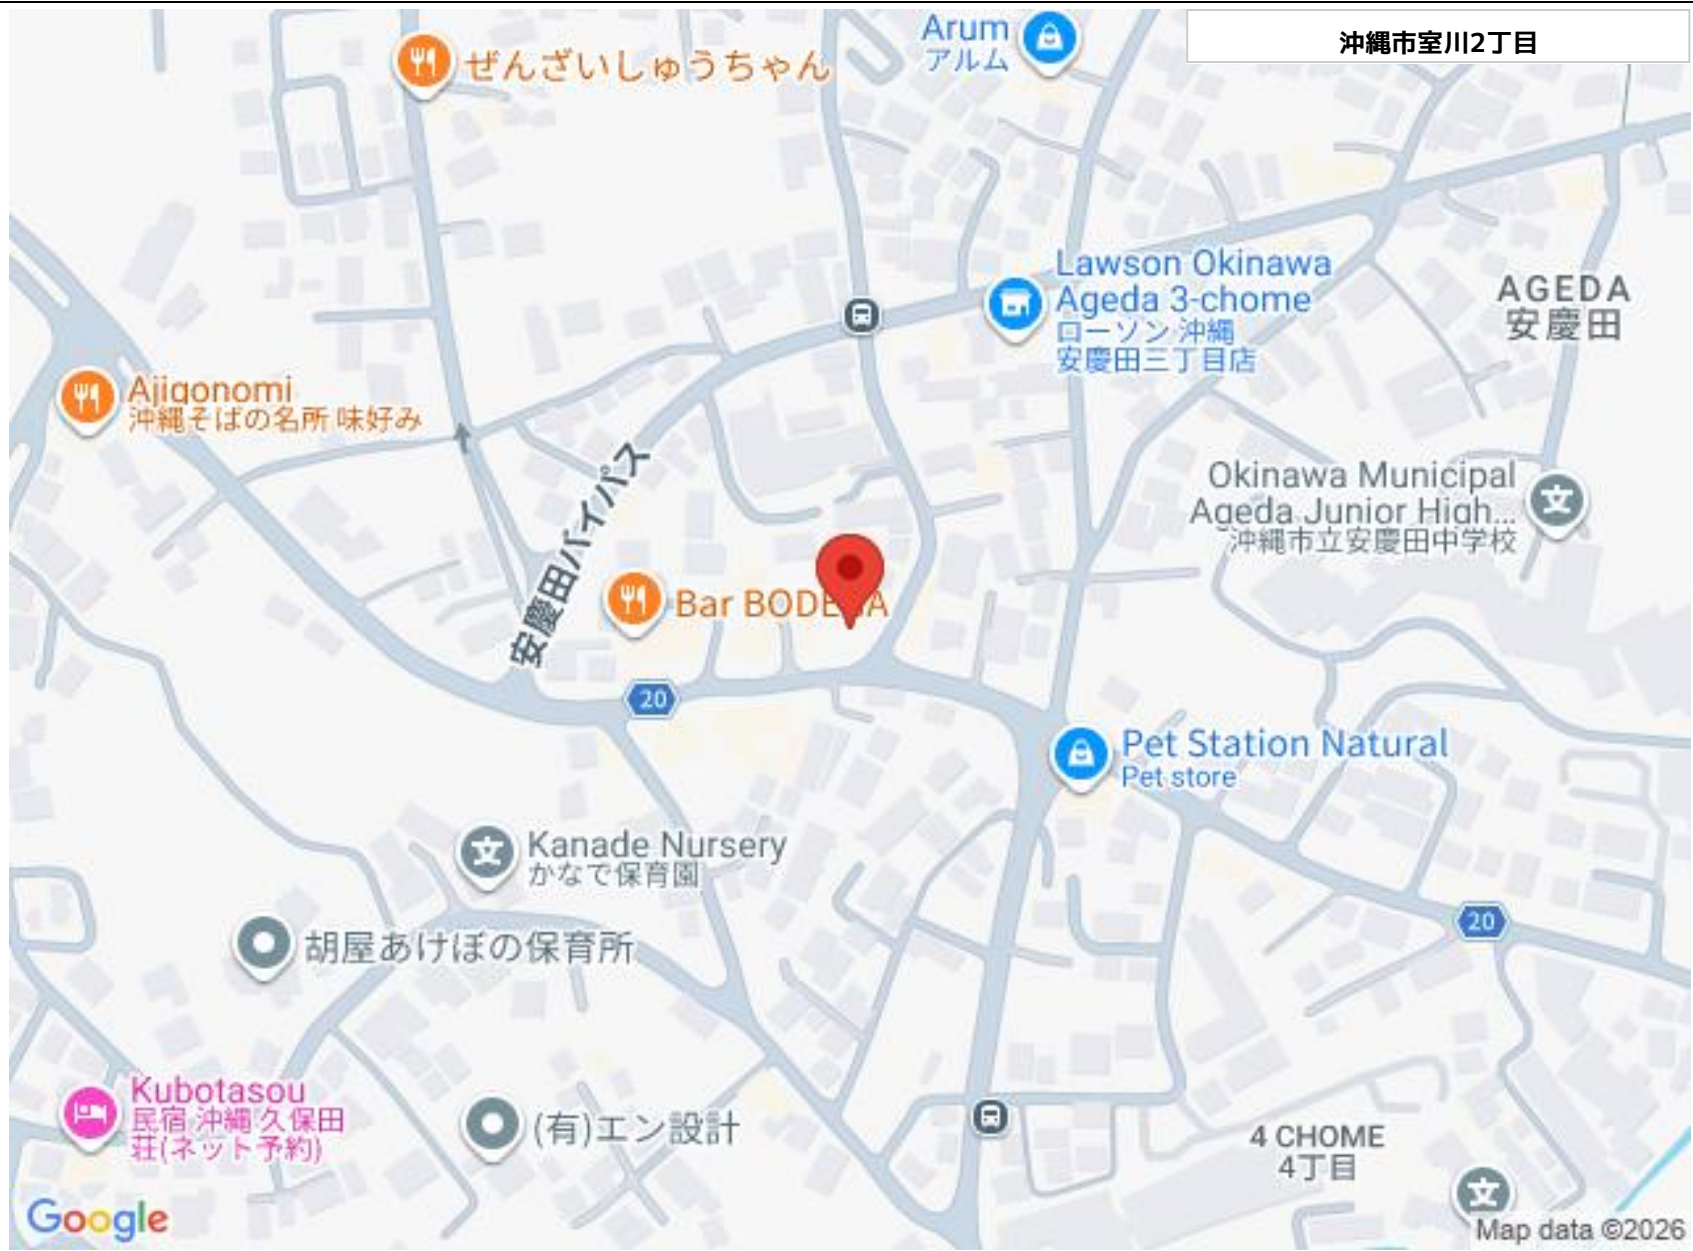 Arum
アルム
沖縄市室川2丁目
ぜんざいしゅうちゃん
Lawson Okinawa
Ageda 3-chome
ローソン 沖縄
安慶田三丁目店
AGEDA
安慶田
Ajigonomi
沖縄そばの名所 味好み
安慶田バイパス
Okinawa Municipal
Ageda Junior High...
沖縄市立安慶田中学校
Bar BODEGA
20
Pet Station Natural
Pet store
Kanade Nursery
かなで保育園
20
胡屋あけぼの保育所
Kubotasou
民宿 沖縄 久保田
荘(ネット予約)
(有)エン設計
4 CHOME
4丁目
文
文
文
Google
Map data ©2026